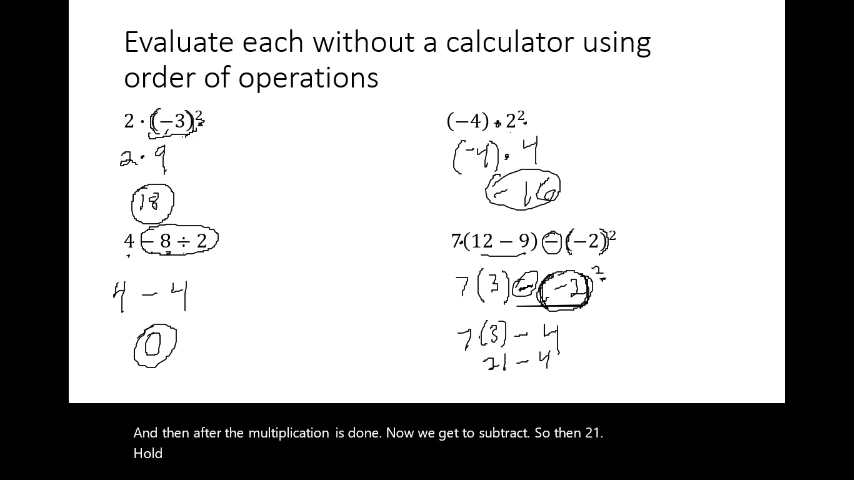 Evaluate each without a calculator using
order of operations
2 · (−3)²
2 · 9
18
4 − 8 ÷ 2
4 − 4
0
(−4) · 2²
(-4) · 4
- 16
7·(12 − 9) − (−2)²
7 (3) - (-2)²
7 (3) - 4
21 - 4
And then after the multiplication is done. Now we get to subtract. So then 21.
Hold